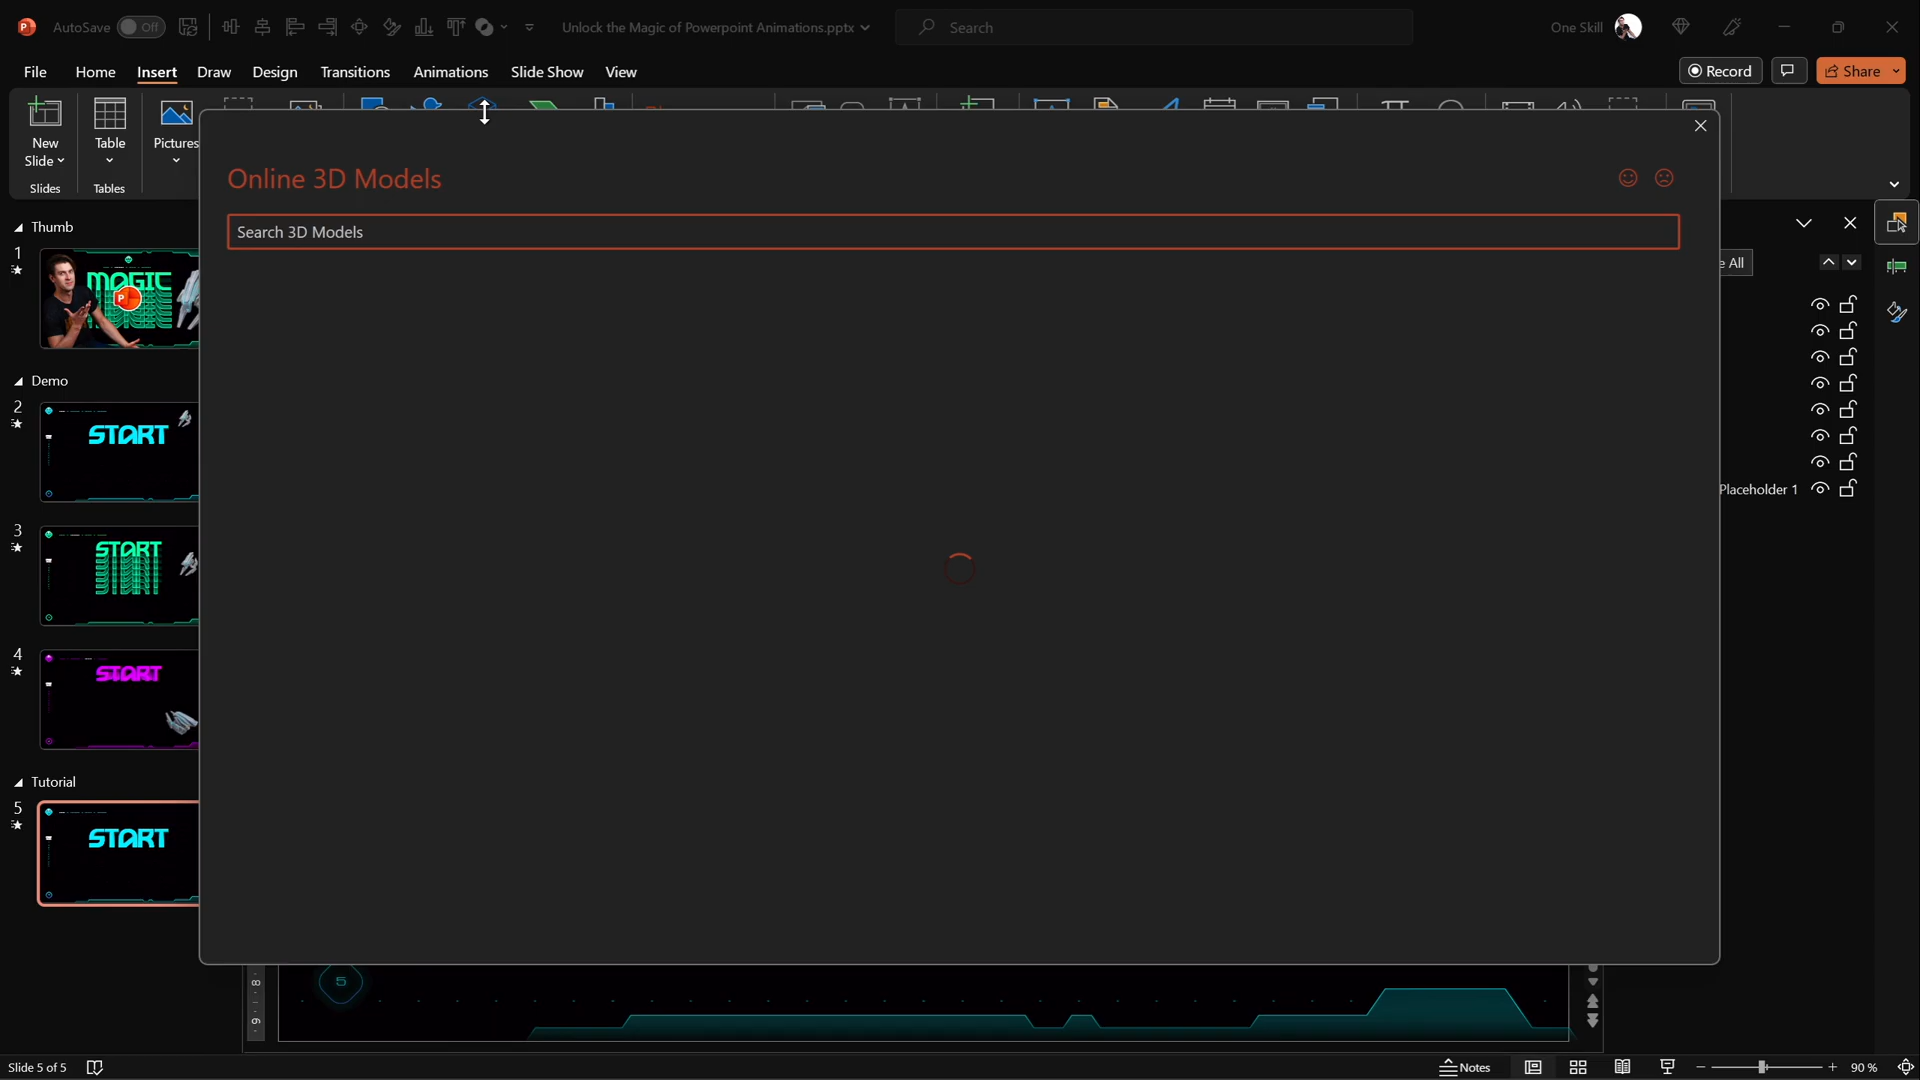 AutoSave Off
Unlock the Magic of Powerpoint Animations.pptx
Search
One Skill
File Home Insert Draw Design Transitions Animations Slide Show View
Record
Share
New
Slide
Slides
Table
Tables
Pictures
Online 3D Models
Search 3D Models
e All
Placeholder 1
Thumb
1
MAGIC
P
Demo
2
START
3
START
4
START
Tutorial
5
START
8
9
5
Slide 5 of 5
Notes
90 %